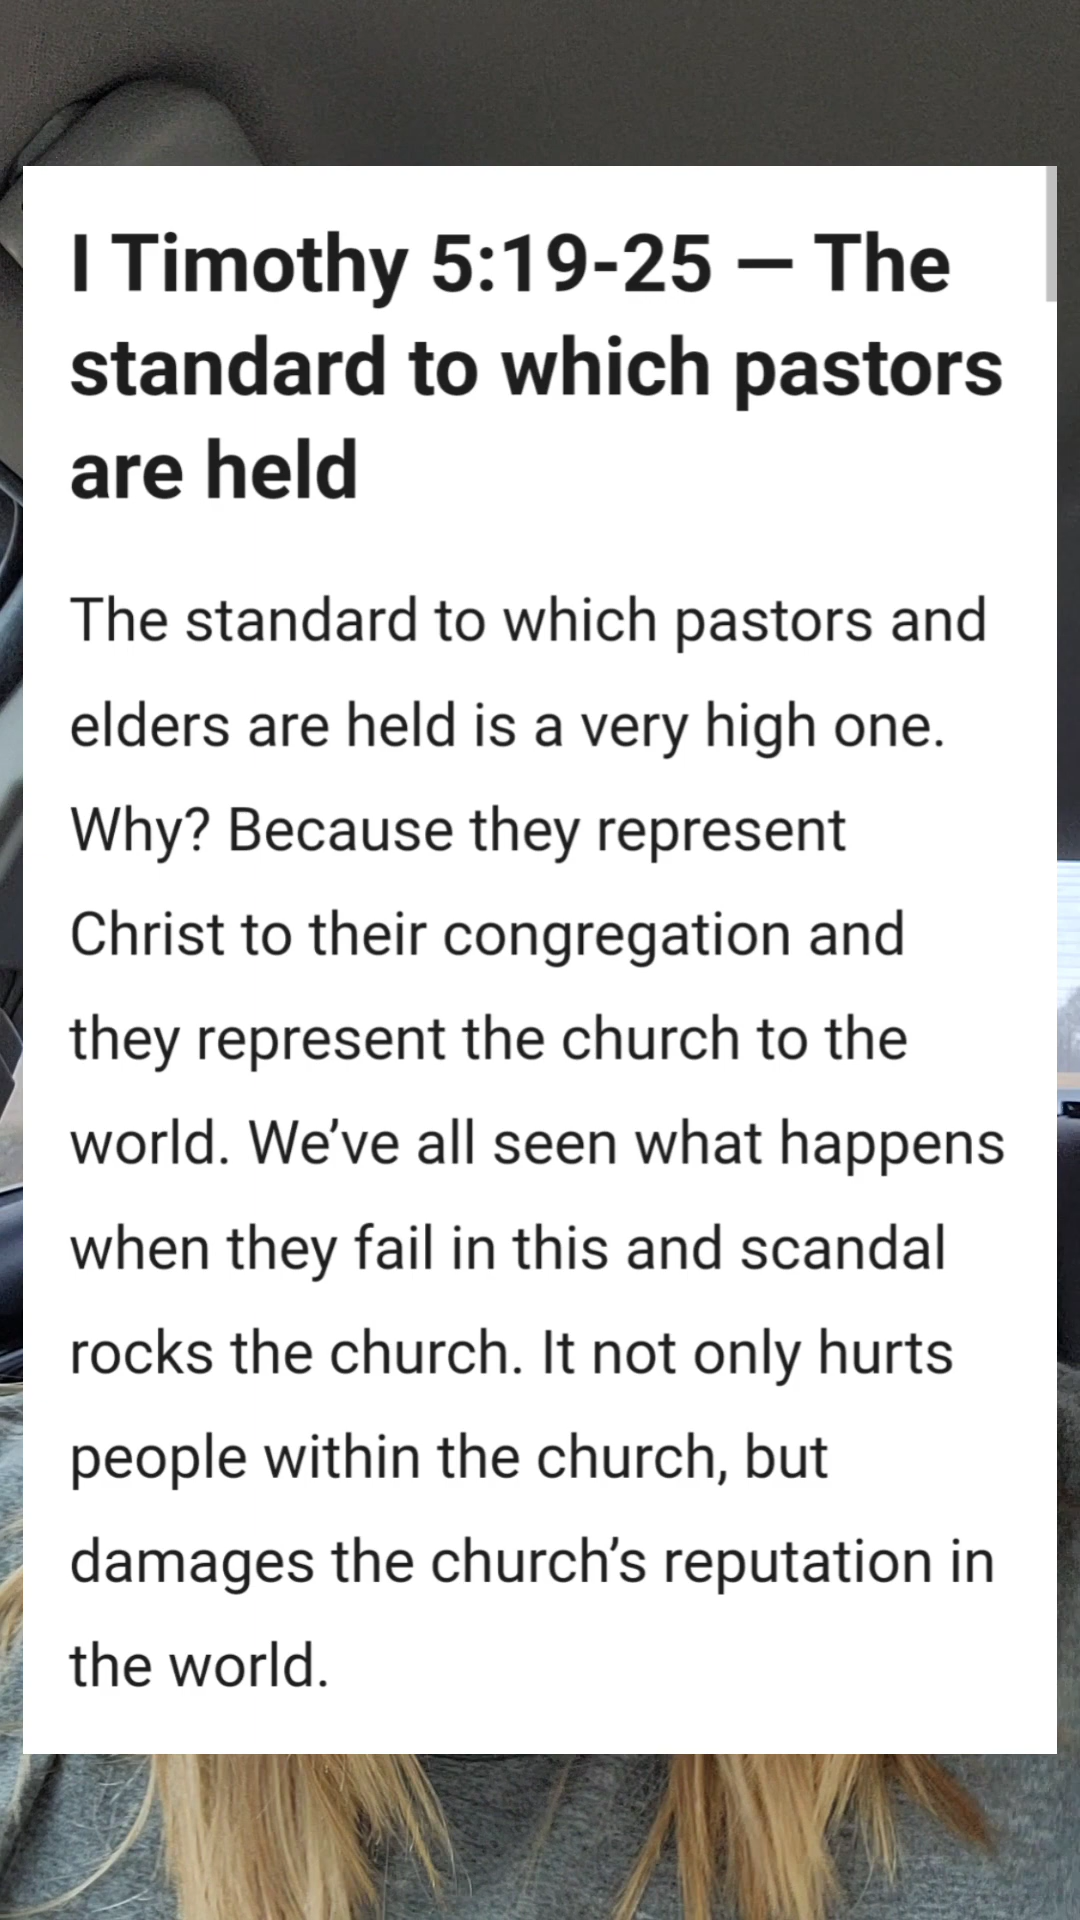 I Timothy 5:19-25 — The
standard to which pastors
are held
The standard to which pastors and
elders are held is a very high one.
Why? Because they represent
Christ to their congregation and
they represent the church to the
world. We’ve all seen what happens
when they fail in this and scandal
rocks the church. It not only hurts
people within the church, but
damages the church’s reputation in
the world.